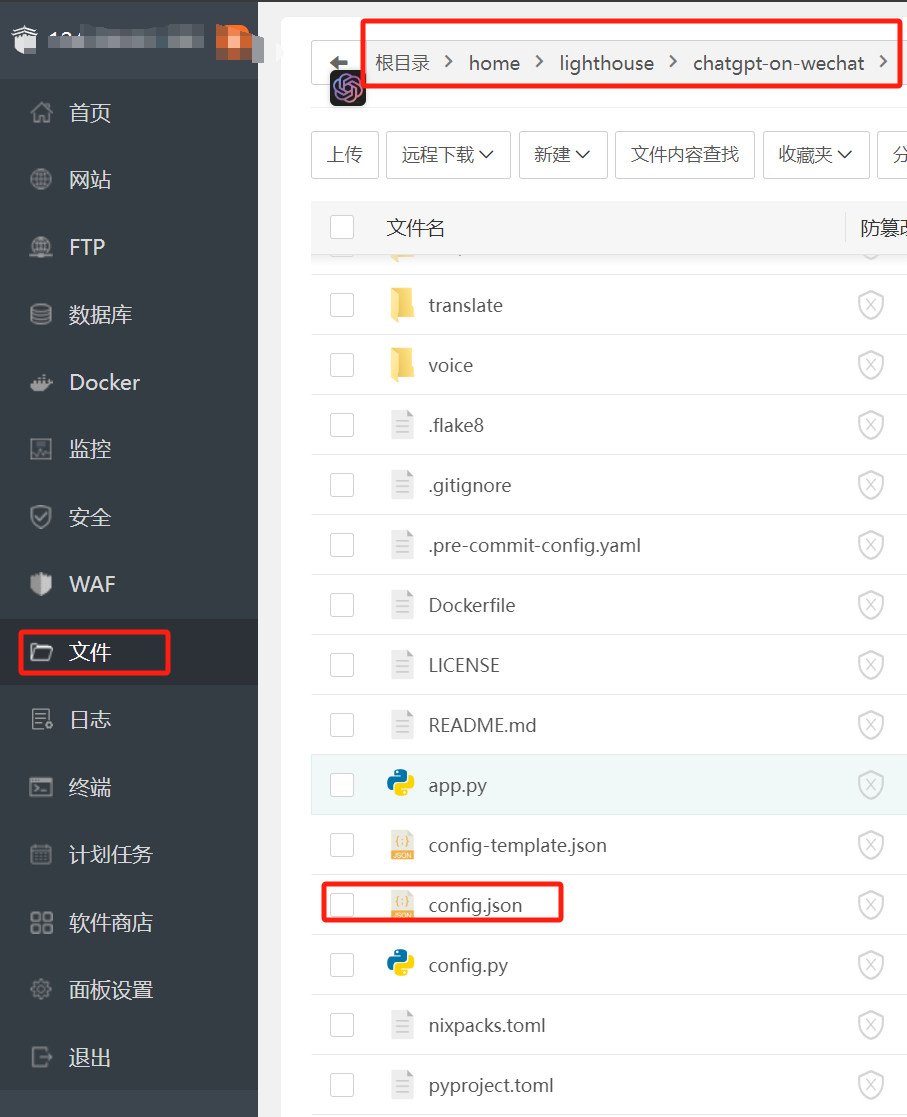 首页
网站
FTP
数据库
Docker
监控
安全
WAF
文件
日志
终端
计划任务
软件商店
面板设置
退出
根目录 > home > lighthouse > chatgpt-on-wechat >
上传 远程下载 新建 文件内容查找 收藏夹
文件名 防篡改
translate
voice
.flake8
.gitignore
.pre-commit-config.yaml
Dockerfile
LICENSE
README.md
app.py
config-template.json
config.json
config.py
nixpacks.toml
pyproject.toml